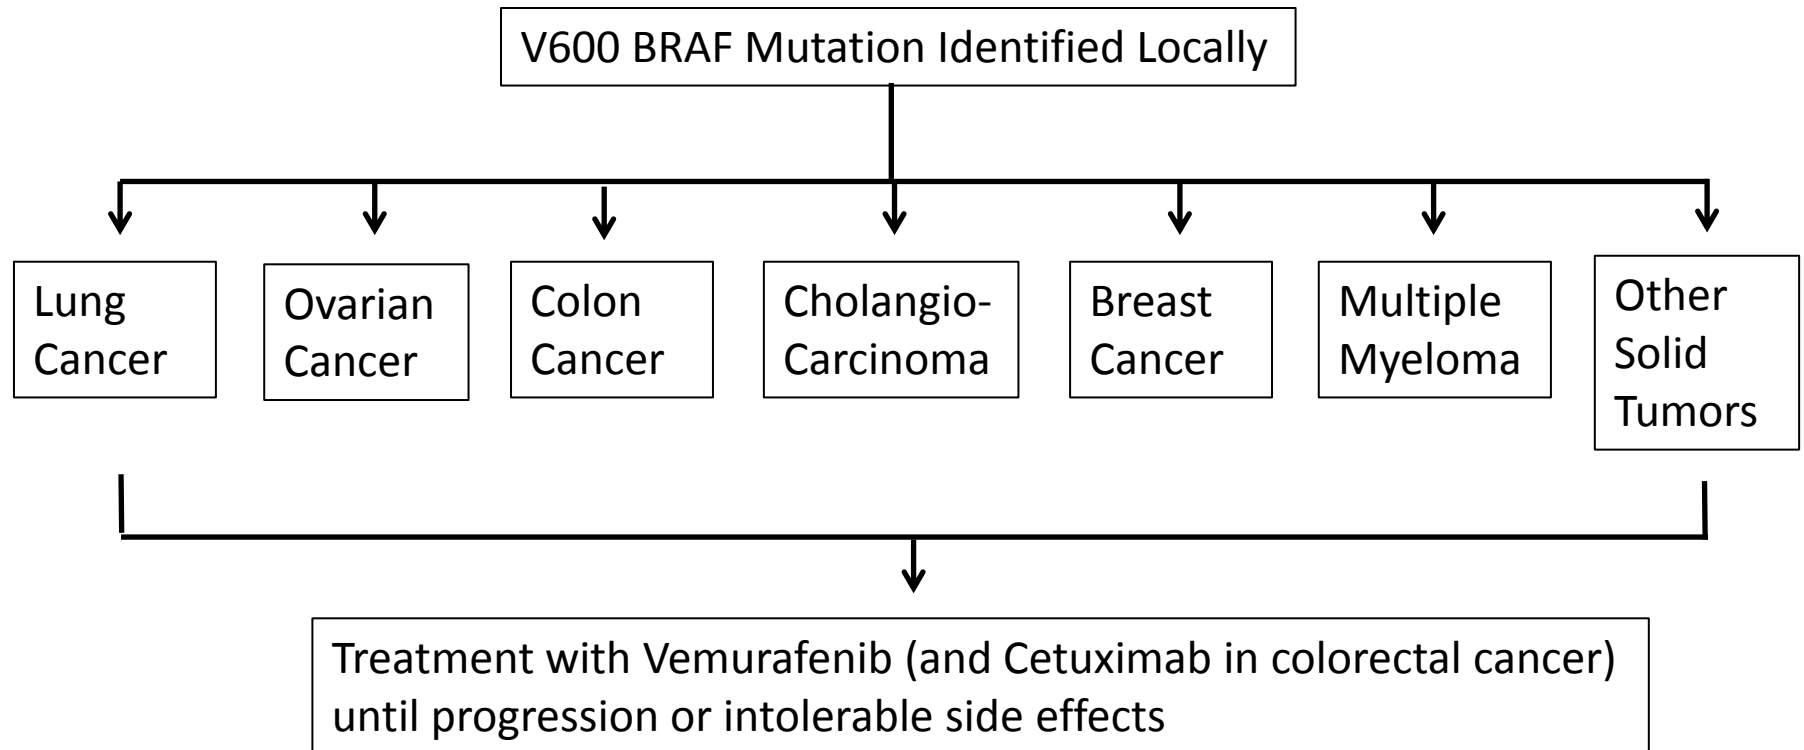 V600 BRAF Mutation Identified Locally
Lung
Cancer
Ovarian
Cancer
Colon
Cancer
Cholangio-
Carcinoma
Breast
Cancer
Multiple
Myeloma
Other
Solid
Tumors
Treatment with Vemurafenib (and Cetuximab in colorectal cancer)
until progression or intolerable side effects